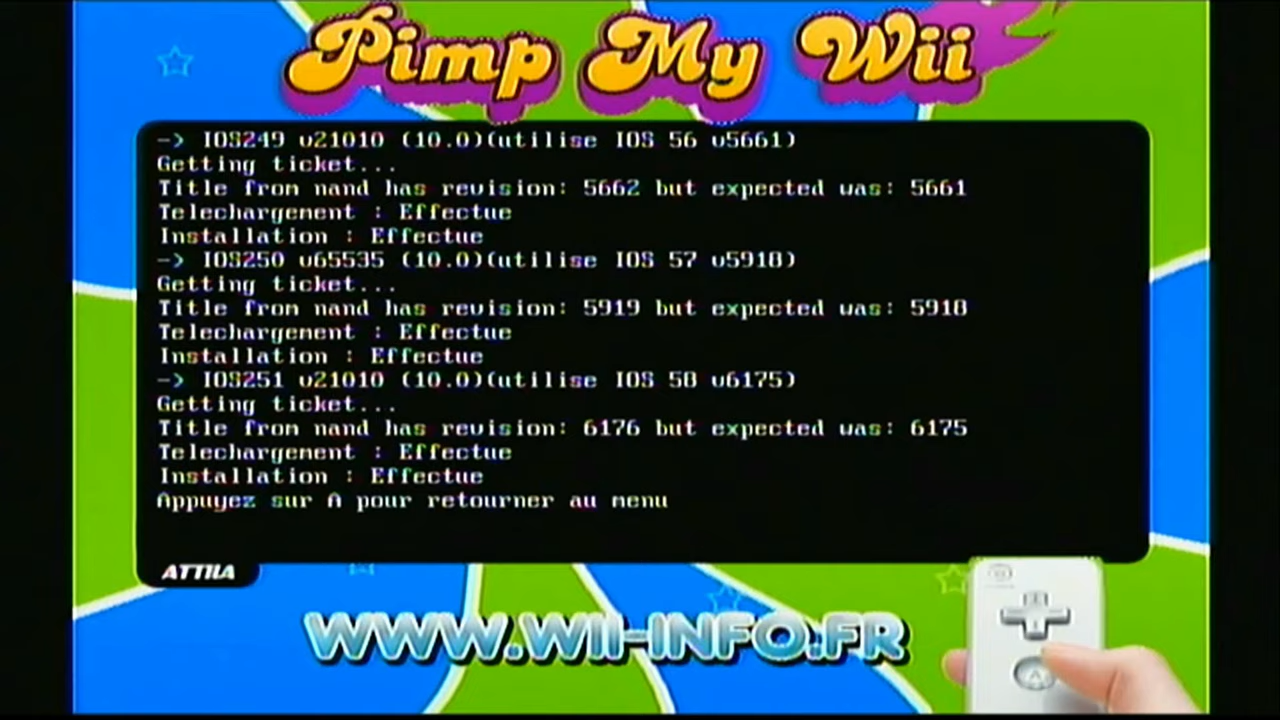 Pimp My Wii
-> IOS249 v21010 (10.0)(utilise IOS 56 v5661)
Getting ticket...
Title from nand has revision: 5662 but expected was: 5661
Telechargement : Effectue
Installation : Effectue
-> IOS250 v65535 (10.0)(utilise IOS 57 v5918)
Getting ticket...
Title from nand has revision: 5919 but expected was: 5918
Telechargement : Effectue
Installation : Effectue
-> IOS251 v21010 (10.0)(utilise IOS 58 v6175)
Getting ticket...
Title from nand has revision: 6176 but expected was: 6175
Telechargement : Effectue
Installation : Effectue
Appuyez sur A pour retourner au menu
ATTILA
WWW.WII-INFO.FR
A